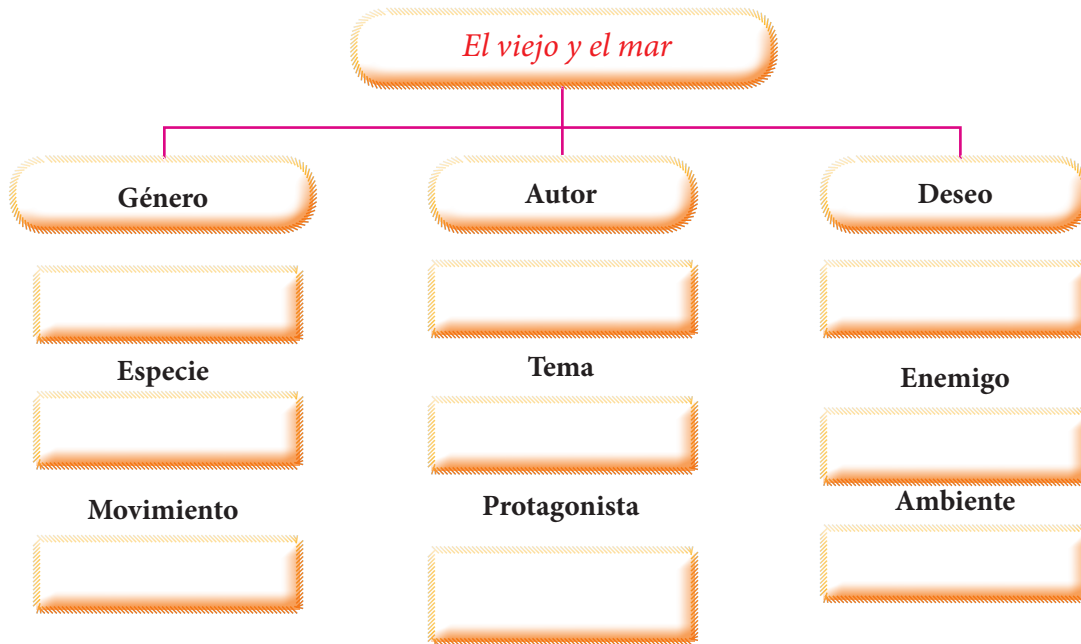 El viejo y el mar
Género
Autor
Deseo
Especie
Tema
Enemigo
Movimiento
Protagonista
Ambiente